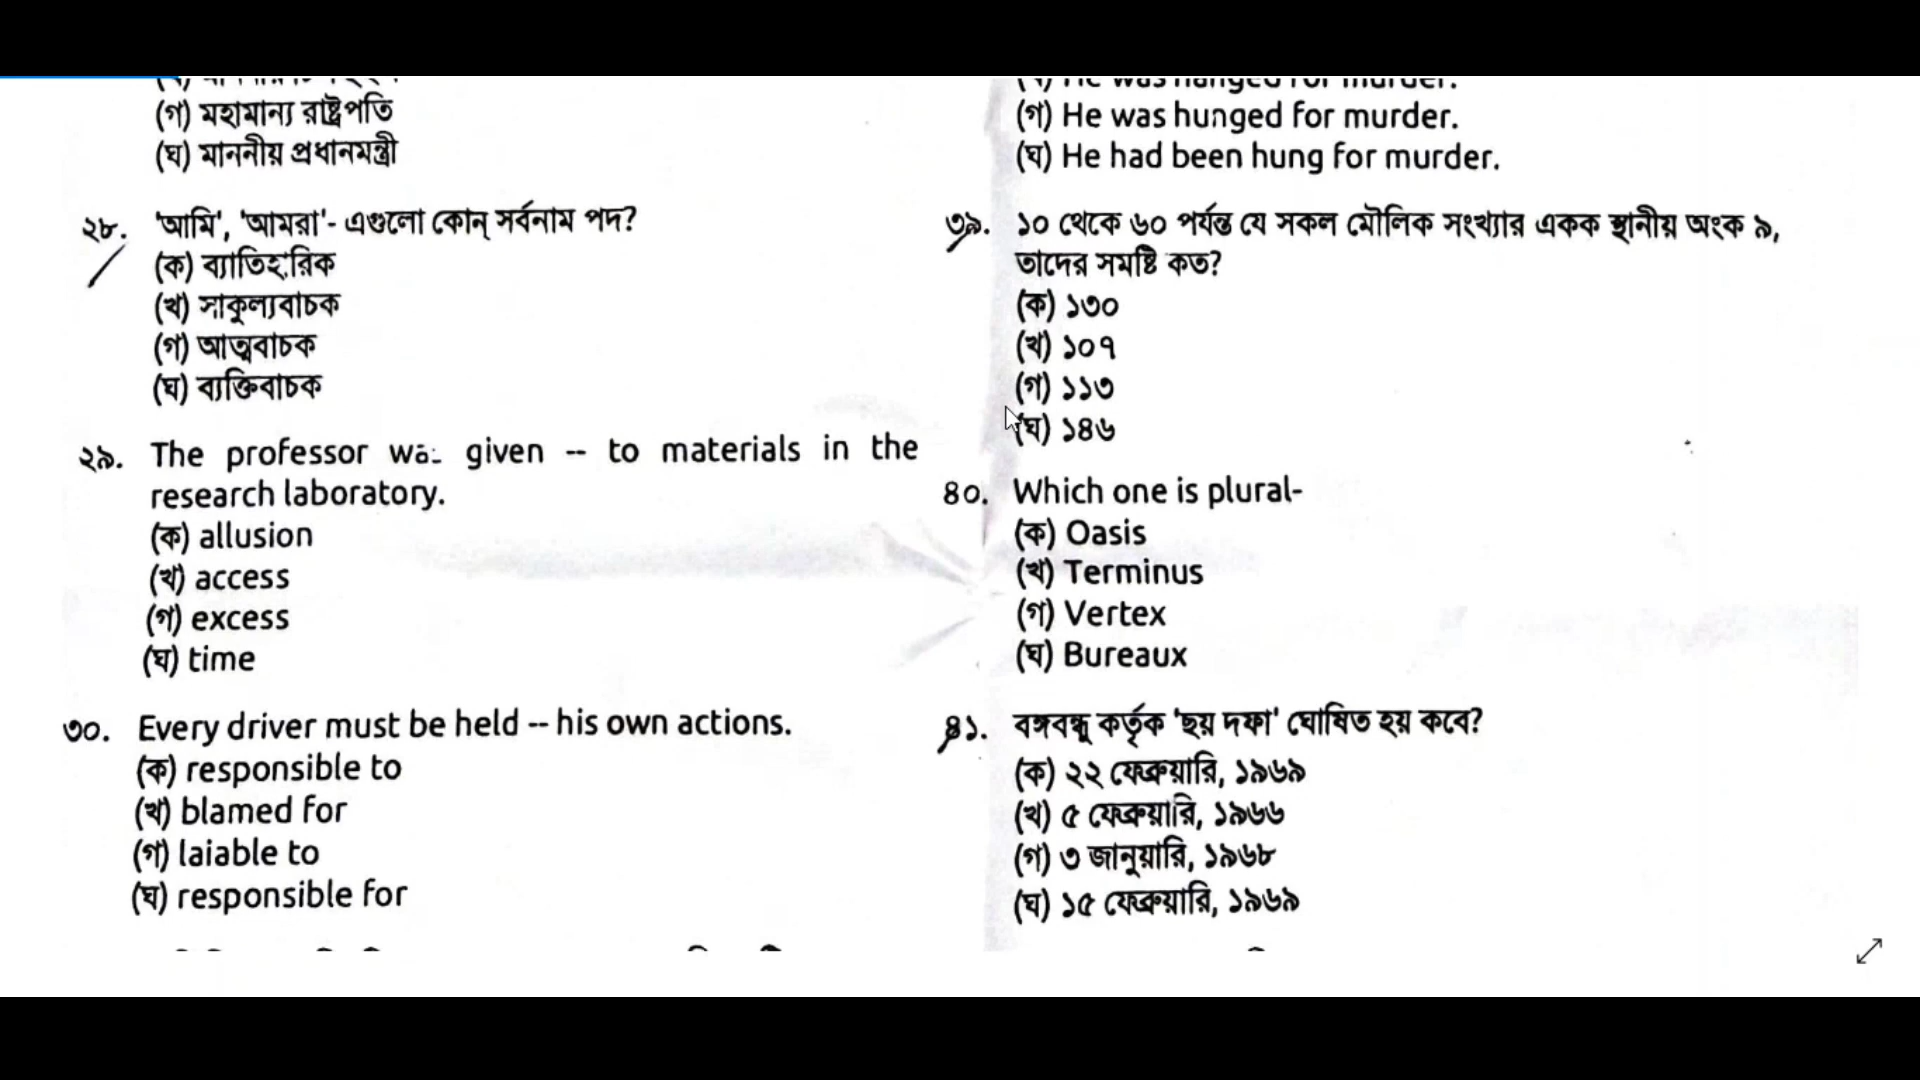 (গ) মহামান্য রাষ্ট্রপতি
(ঘ) মাননীয় প্রধানমন্ত্রী
২৮. 'আমি', 'আমরা'- এগুলো কোন্ সর্বনাম পদ?
(ক) ব্যাতিহারিক
(খ) সাকুল্যবাচক
(গ) আত্মবাচক
(ঘ) ব্যক্তিবাচক
২৯. The professor was given -- to materials in the
research laboratory.
(ক) allusion
(খ) access
(গ) excess
(ঘ) time
৩০. Every driver must be held -- his own actions.
(ক) responsible to
(খ) blamed for
(গ) laiable to
(ঘ) responsible for
(খ) He was hanged for murder.
(গ) He was hunged for murder.
(ঘ) He had been hung for murder.
৩৯. ১০ থেকে ৬০ পর্যন্ত যে সকল মৌলিক সংখ্যার একক স্থানীয় অংক ৯,
তাদের সমষ্টি কত?
(ক) ১৩০
(খ) ১০৭
(গ) ১১৩
(ঘ) ১৪৬
৪০. Which one is plural-
(ক) Oasis
(খ) Terminus
(গ) Vertex
(ঘ) Bureaux
৪১. বঙ্গবন্ধু কর্তৃক 'ছয় দফা' ঘোষিত হয় কবে?
(ক) ২২ ফেব্রুয়ারি, ১৯৬৯
(খ) ৫ ফেব্রুয়ারি, ১৯৬৬
(গ) ৩ জানুয়ারি, ১৯৬৮
(ঘ) ১৫ ফেব্রুয়ারি, ১৯৬৯